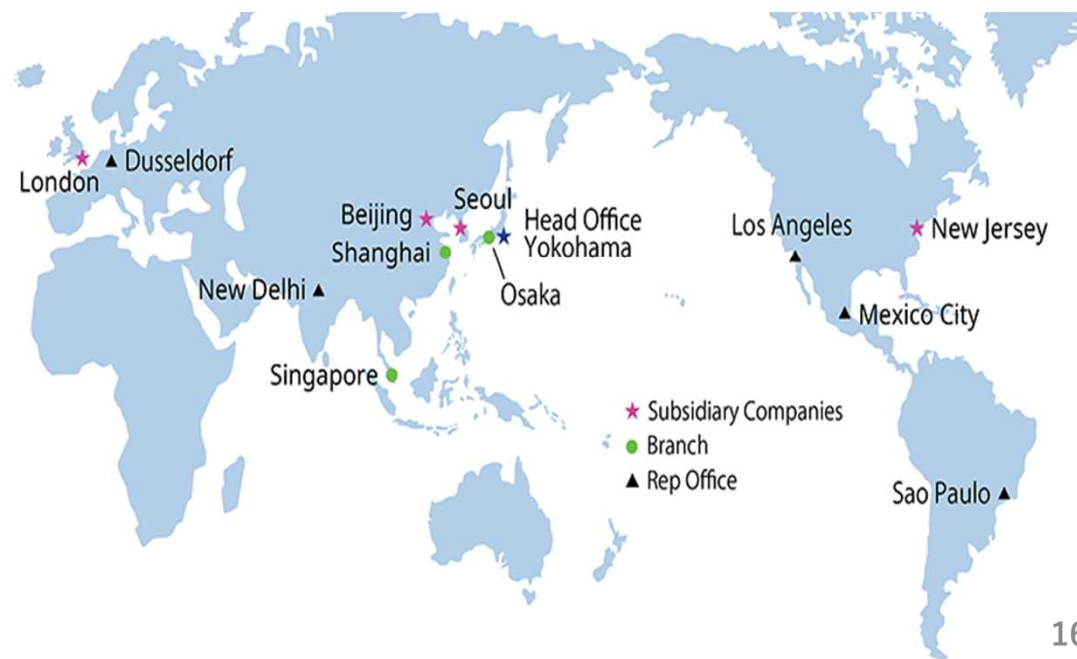 Dusseldorf
London
Seoul
Beijing
Head Office
Yokohama
Shanghai
Osaka
New Delhi
Singapore
Los Angeles
New Jersey
Mexico City
Sao Paulo
Subsidiary Companies
Branch
Rep Office
16